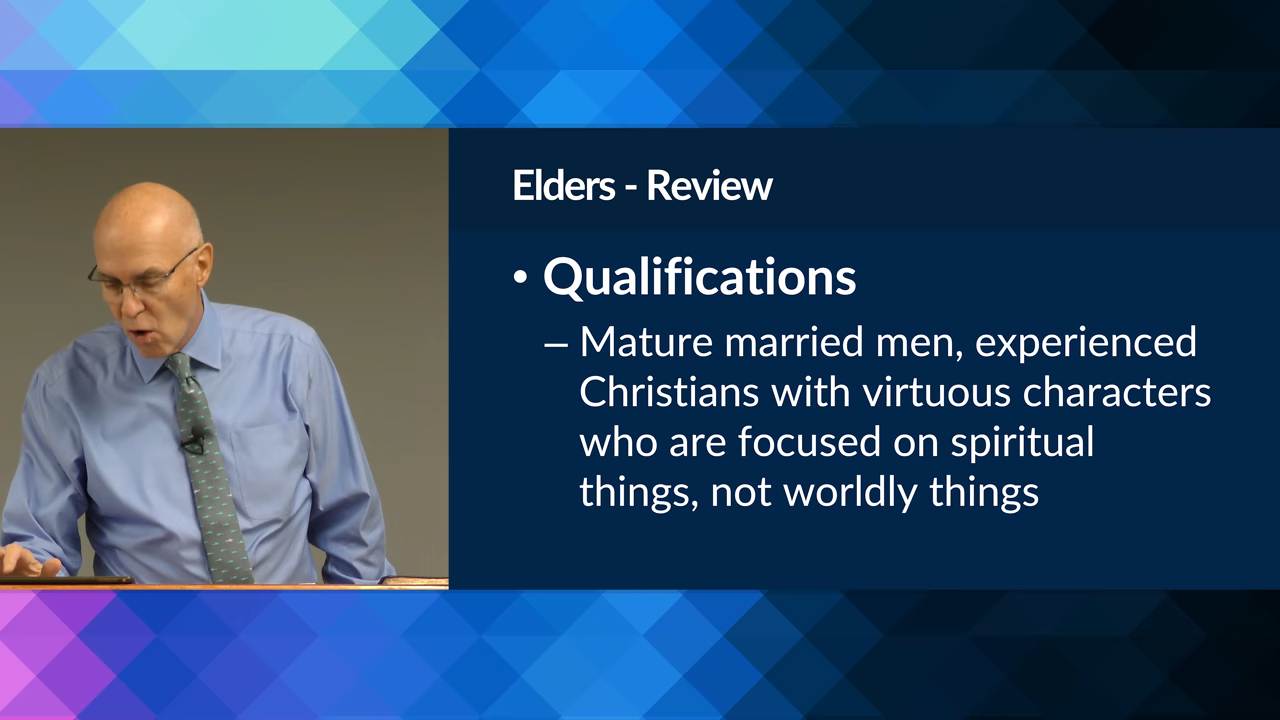 Elders - Review
• Qualifications
– Mature married men, experienced
Christians with virtuous characters
who are focused on spiritual
things, not worldly things